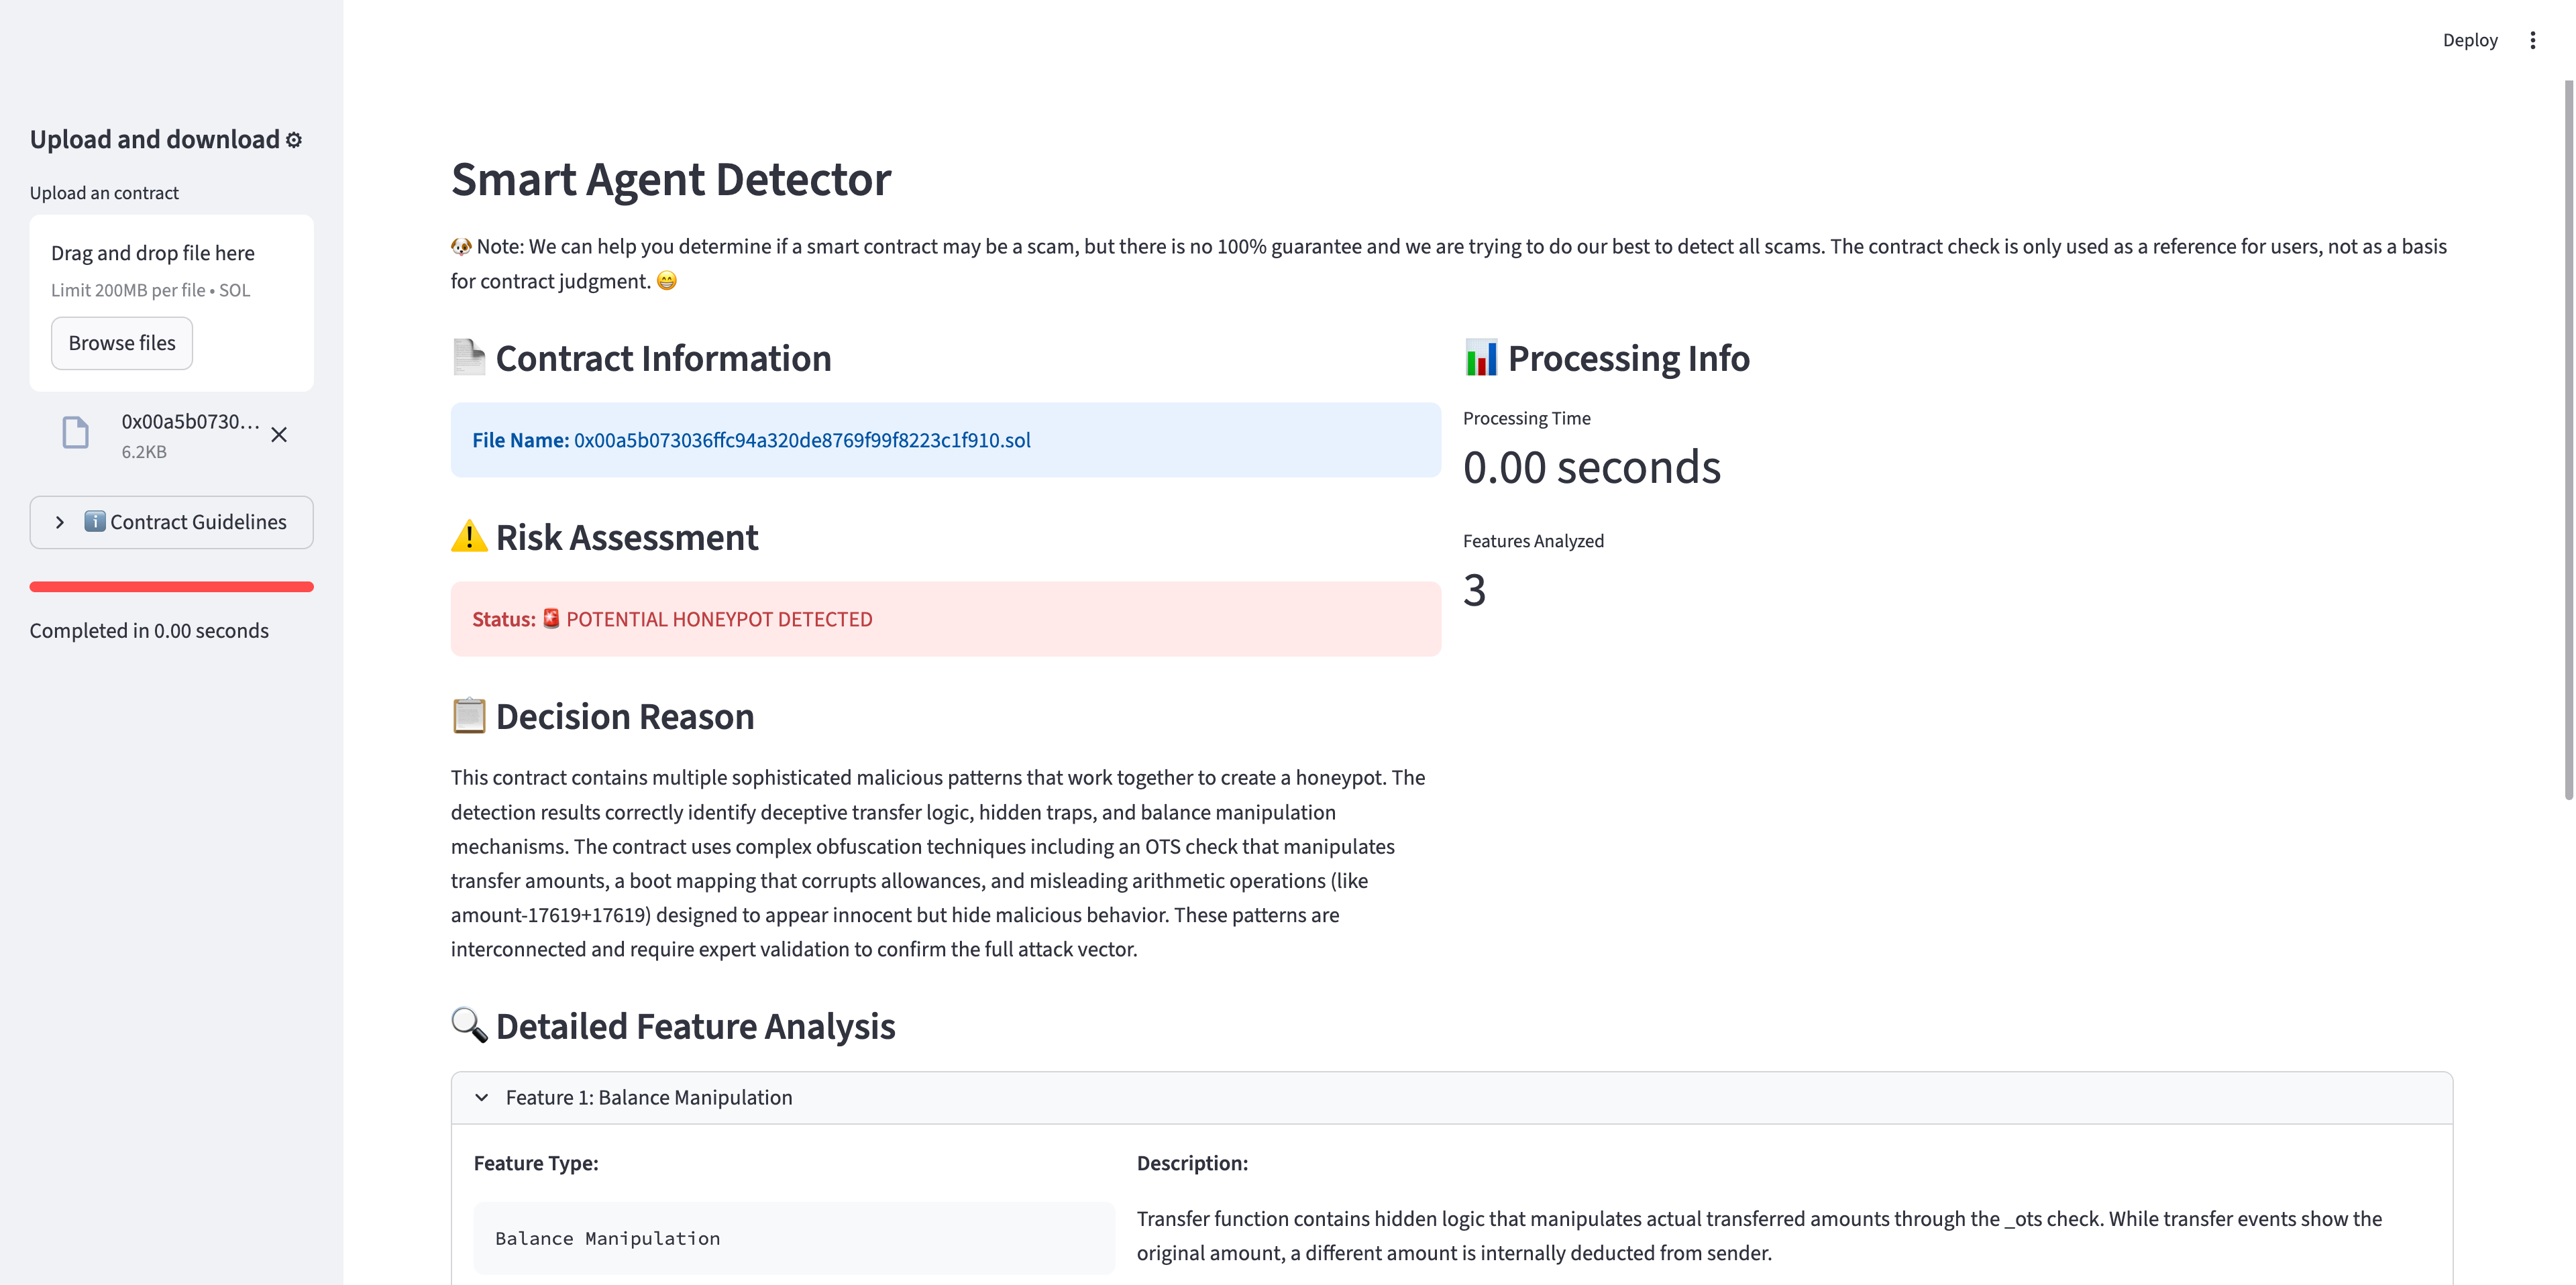 Deploy
Upload and download
Upload an contract
Drag and drop file here
Limit 200MB per file • SOL
Browse files
0x00a5b0730...
6.2KB
Contract Guidelines
Completed in 0.00 seconds
Smart Agent Detector
Note: We can help you determine if a smart contract may be a scam, but there is no 100% guarantee and we are trying to do our best to detect all scams. The contract check is only used as a reference for users, not as a basis
for contract judgment.
Contract Information
File Name: 0x00a5b073036ffc94a320de8769f99f8223c1f910.sol
Risk Assessment
Status: POTENTIAL HONEYPOT DETECTED
Decision Reason
This contract contains multiple sophisticated malicious patterns that work together to create a honeypot. The
detection results correctly identify deceptive transfer logic, hidden traps, and balance manipulation
mechanisms. The contract uses complex obfuscation techniques including an OTS check that manipulates
transfer amounts, a boot mapping that corrupts allowances, and misleading arithmetic operations (like
amount-17619+17619) designed to appear innocent but hide malicious behavior. These patterns are
interconnected and require expert validation to confirm the full attack vector.
Processing Info
Processing Time
0.00 seconds
Features Analyzed
3
Detailed Feature Analysis
Feature 1: Balance Manipulation
Feature Type:
Balance Manipulation
Description:
Transfer function contains hidden logic that manipulates actual transferred amounts through the _ots check. While transfer events show the
original amount, a different amount is internally deducted from sender.